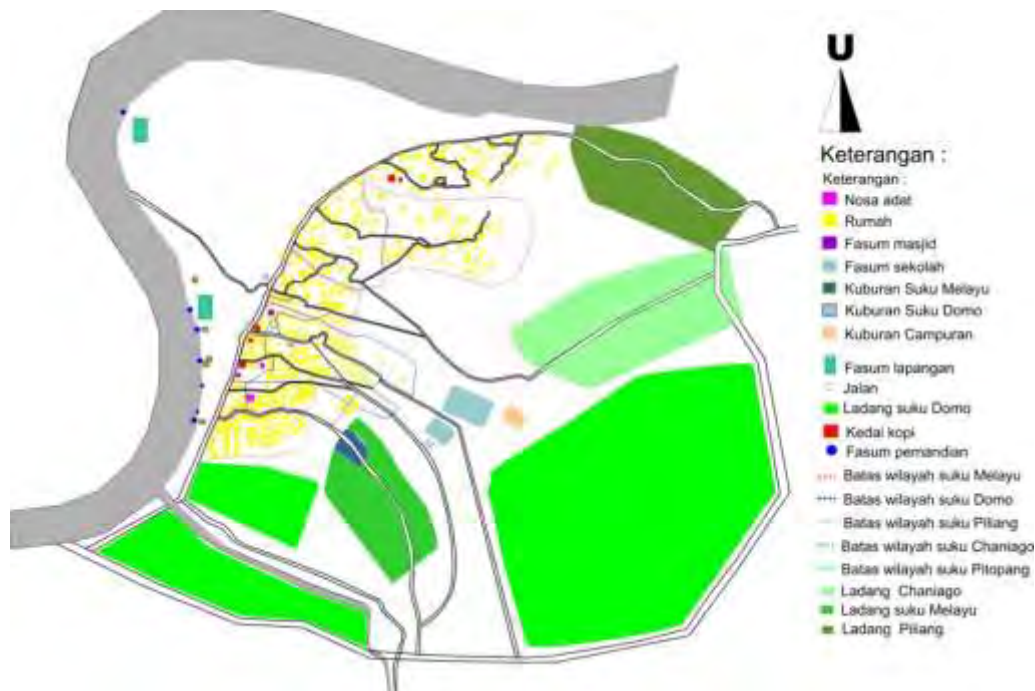 U
Keterangan :
Keterangan :
Nosa adat
Rumah
Fasum masjid
Fasum sekolah
Kuburan Suku Melayu
Kuburan Suku Domo
Kuburan Campuran
Fasum lapangan
Jalan
Ladang suku Domo
Kedai kopi
Fasum pemandian
Batas wilayah suku Melayu
Batas wilayah suku Domo
Batas wilayah suku Piliang
Batas wilayah suku Chaniago
Batas wilayah suku Pitopang
Ladang Chaniago
Ladang suku Melayu
Ladang Piliang